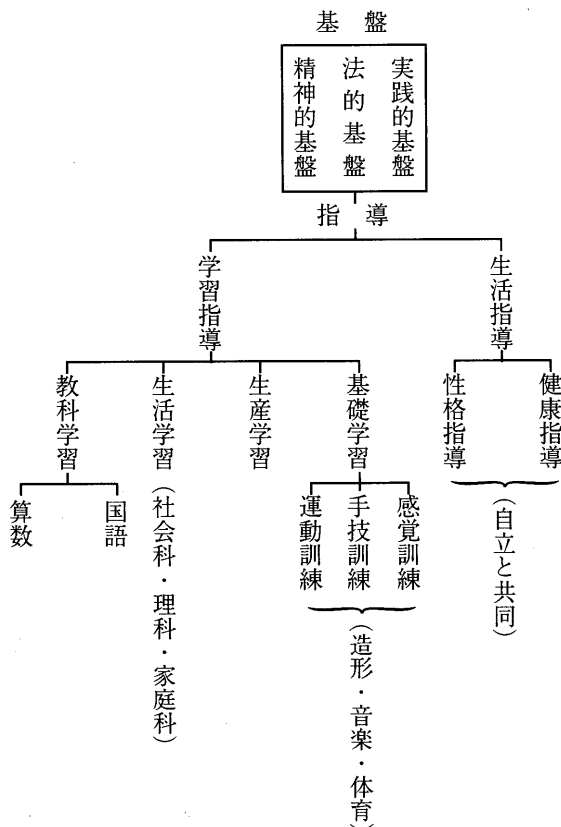 基盤
実践的基盤
法的基盤
精神的基盤
指導
生活指導
健康指導
性格指導
（自立と共同）
学習指導
基礎学習
感覚訓練
手技訓練
運動訓練
（造形・音楽・体育）
生産学習
生活学習（社会科・理科・家庭科）
教科学習
国語
算数